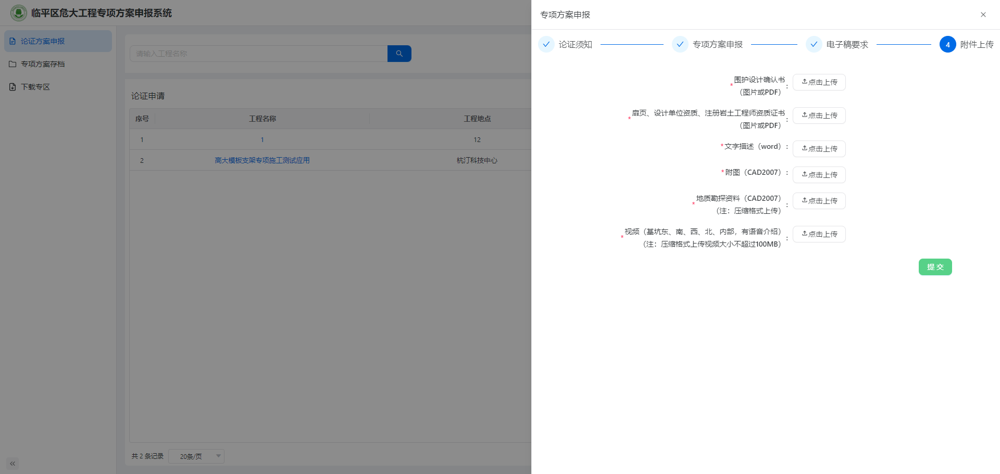 临平区危大工程专项方案申报系统
论证方案申报
专项方案存档
下载专区
请输入工程名称
论证申请
序号 工程名称 工程地点
1 1 12
2 高大模板支架专项施工测试应用 杭汀科技中心
共 2 条记录 20条/页
专项方案申报
论证须知 专项方案申报 电子稿要求 4 附件上传
*围护设计确认书
（图片或PDF） : 点击上传
*扉页、设计单位资质、注册岩土工程师资质证书
（图片或PDF） : 点击上传
*文字描述（word） : 点击上传
*附图（CAD2007） : 点击上传
*地质勘探资料（CAD2007）
（注：压缩格式上传） : 点击上传
*视频（基坑东、南、西、北、内部，有语音介绍）
（注：压缩格式上传视频大小不超过100MB） : 点击上传
提 交